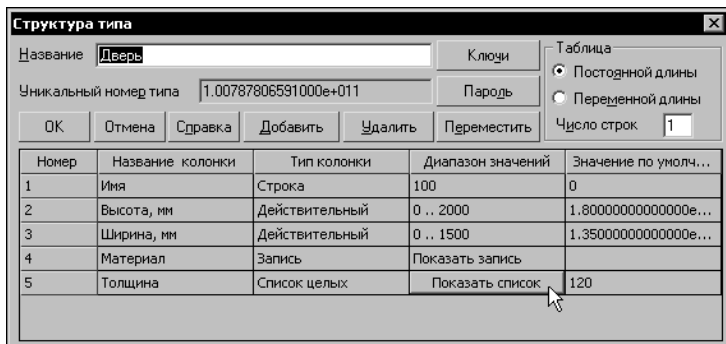 Структура типа
Название Дверь Ключи Таблица
Постоянной длины
Уникальный номер типа 1.00787806591000e+011 Пароль Переменной длины
OK Отмена Справка Добавить Удалить Переместить Число строк 1
Номер Название колонки Тип колонки Диапазон значений Значение по умолч...
1 Имя Строка 100 0
2 Высота, мм Действительный 0 .. 2000 1.80000000000000e...
3 Ширина, мм Действительный 0 .. 1500 1.35000000000000e...
4 Материал Запись Показать запись
5 Толщина Список целых Показать список 120